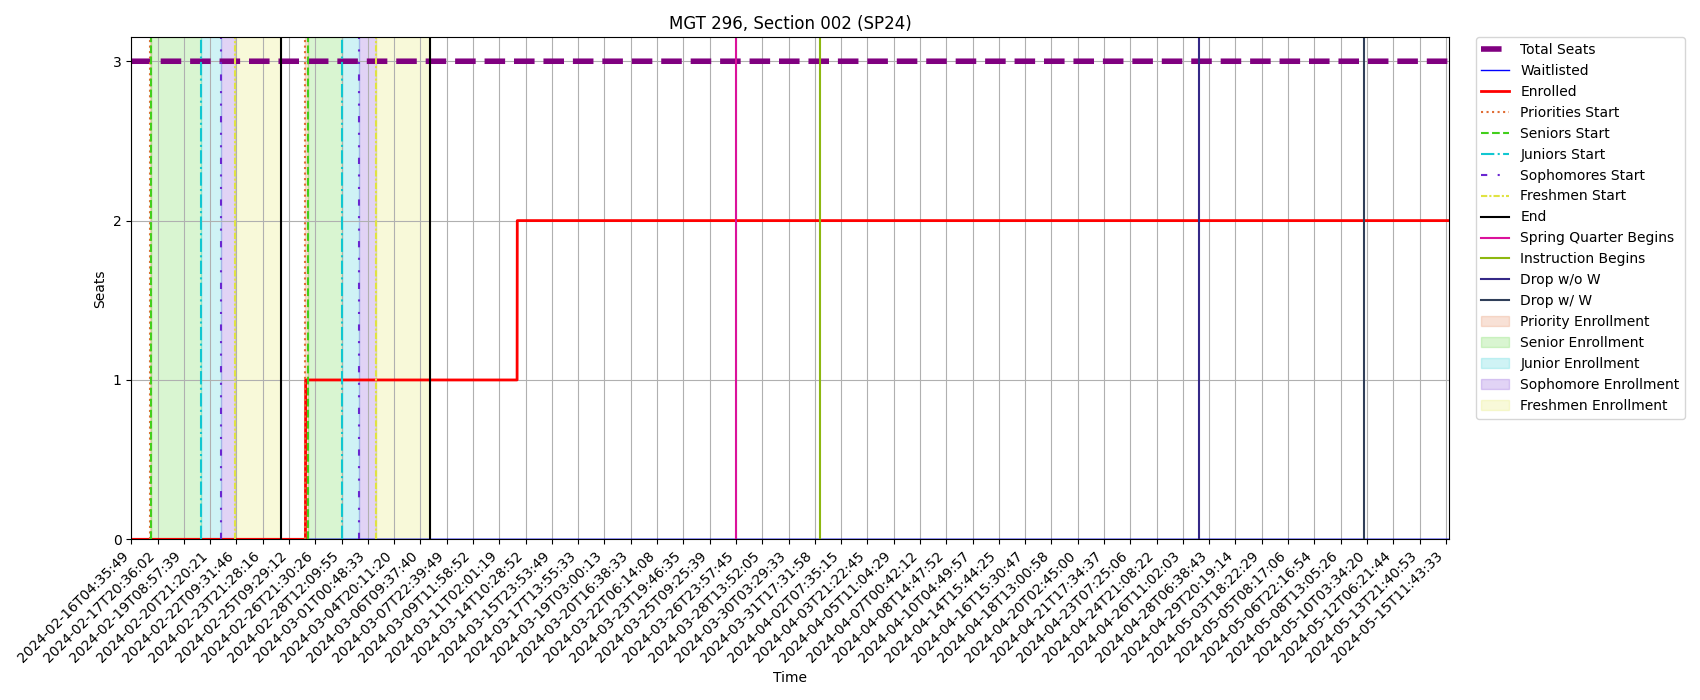 MGT 296, Section 002 (SP24)
Seats
3
2
1
0
2024-02-16T04:35:49
2024-02-17T20:36:02
2024-02-19T08:57:39
2024-02-20T21:20:21
2024-02-22T09:31:46
2024-02-23T21:28:16
2024-02-25T09:29:12
2024-02-26T21:30:26
2024-02-28T12:09:55
2024-03-01T00:48:33
2024-03-04T20:11:20
2024-03-06T09:37:40
2024-03-07T22:39:49
2024-03-09T11:58:52
2024-03-11T02:01:19
2024-03-14T10:28:52
2024-03-15T23:53:49
2024-03-17T13:55:33
2024-03-19T03:00:13
2024-03-20T16:38:33
2024-03-22T06:14:08
2024-03-23T19:46:35
2024-03-25T09:25:39
2024-03-26T23:57:45
2024-03-28T13:52:05
2024-03-30T03:29:33
2024-03-31T17:31:58
2024-04-02T07:35:15
2024-04-03T21:22:45
2024-04-05T11:04:29
2024-04-07T00:42:12
2024-04-08T14:47:52
2024-04-10T04:49:57
2024-04-14T15:44:25
2024-04-16T15:30:47
2024-04-18T13:00:58
2024-04-20T02:45:00
2024-04-21T17:34:37
2024-04-23T07:25:06
2024-04-24T21:08:22
2024-04-26T11:02:03
2024-04-28T06:38:43
2024-04-29T20:19:14
2024-05-03T18:22:29
2024-05-05T08:17:06
2024-05-06T22:16:54
2024-05-08T13:05:26
2024-05-10T03:34:20
2024-05-12T06:21:44
2024-05-13T21:40:53
2024-05-15T11:43:33
Time
Total Seats
Waitlisted
Enrolled
Priorities Start
Seniors Start
Juniors Start
Sophomores Start
Freshmen Start
End
Spring Quarter Begins
Instruction Begins
Drop w/o W
Drop w/ W
Priority Enrollment
Senior Enrollment
Junior Enrollment
Sophomore Enrollment
Freshmen Enrollment